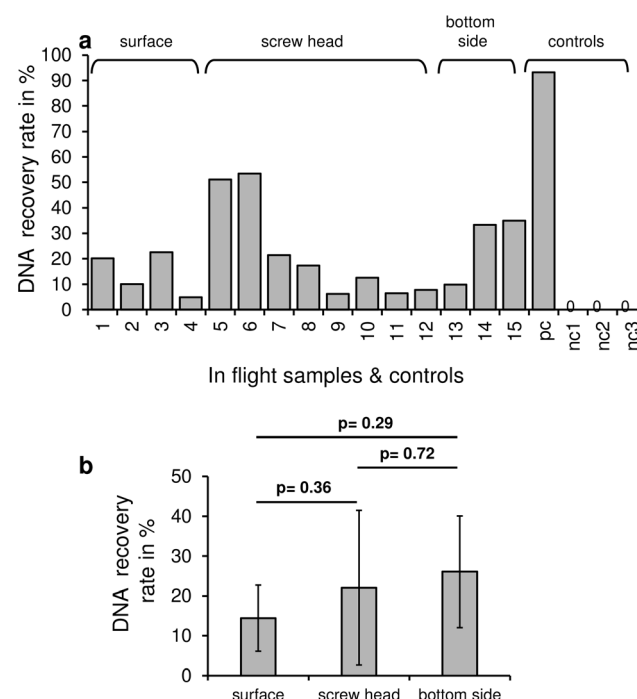 a
surface
screw head
bottom
side
controls
DNA recovery rate in %
100
90
80
70
60
50
40
30
20
10
0
0 0 0
1 2 3 4 5 6 7 8 9 10 11 12 13 14 15 pc nc1 nc2 nc3
In flight samples & controls
b
p= 0.29
p= 0.72
p= 0.36
DNA recovery
rate in %
50
40
30
20
10
0
surface screw head bottom side